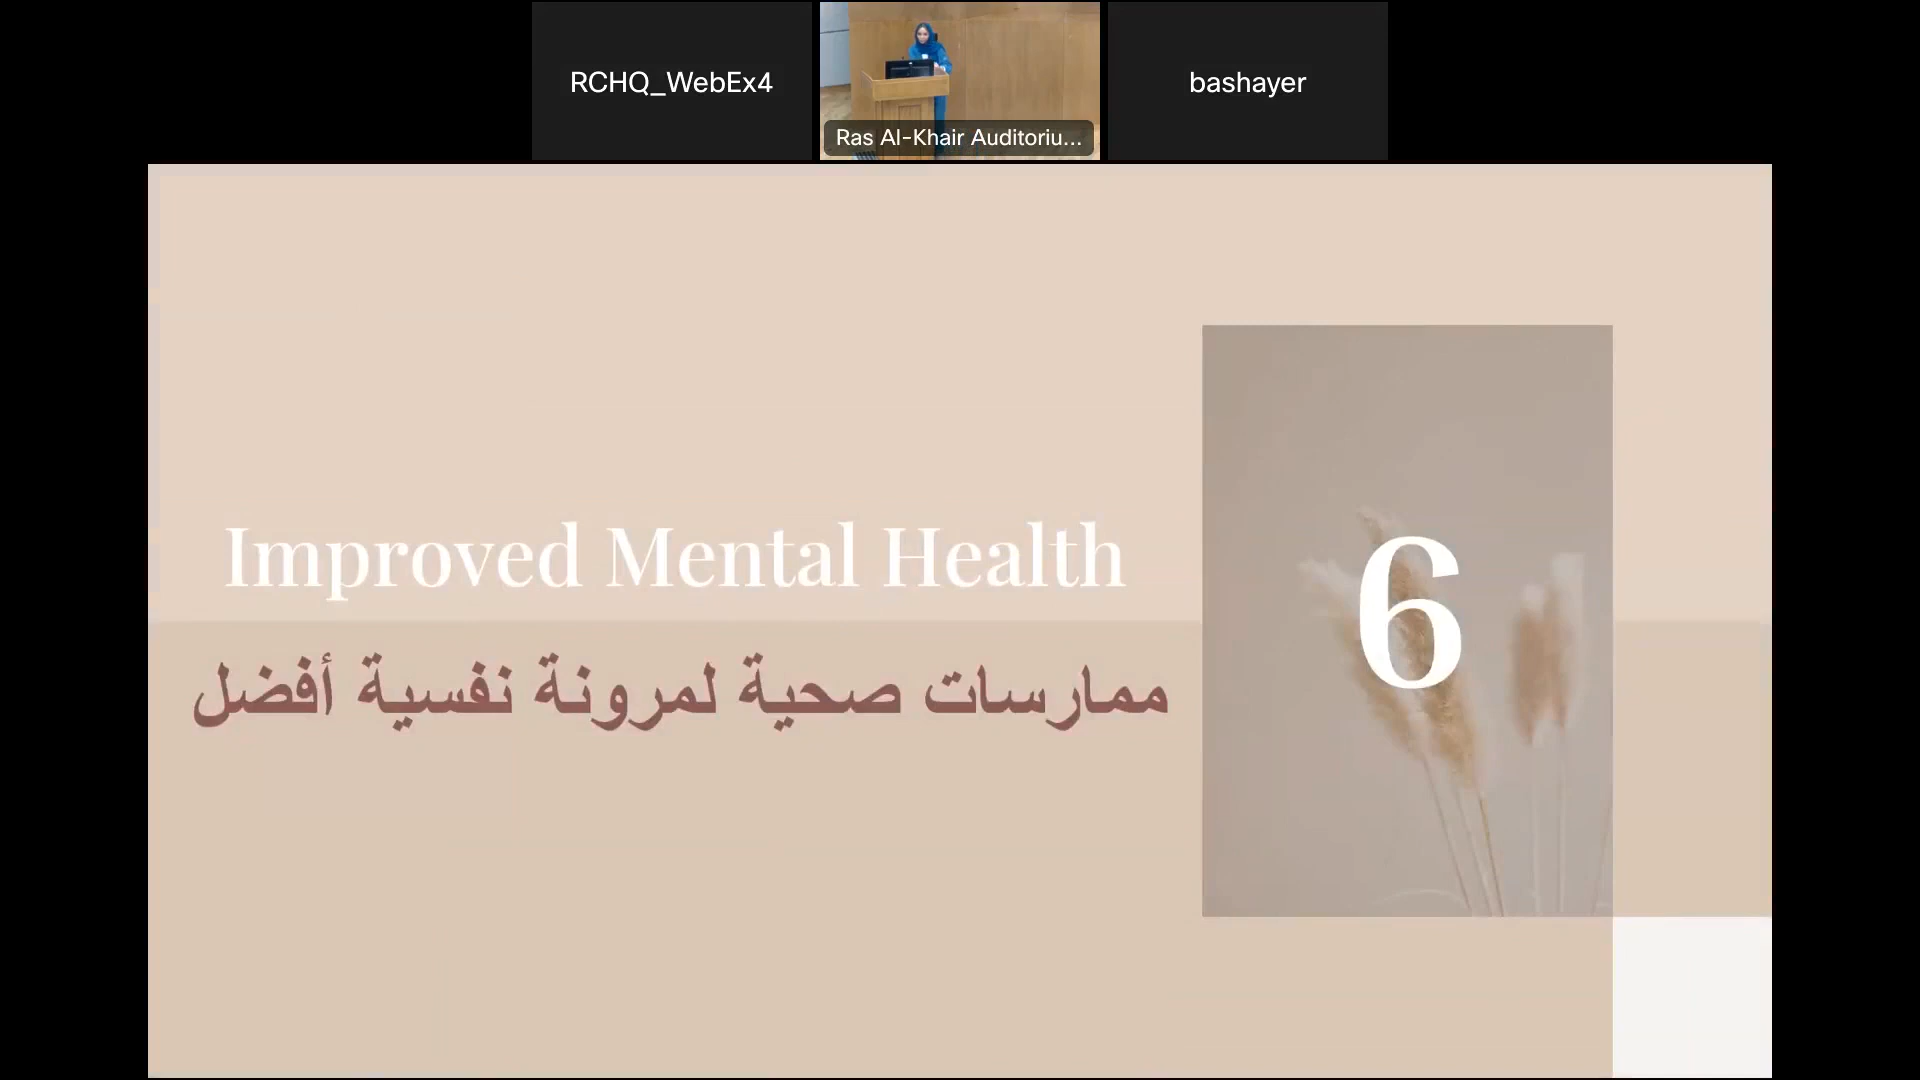 RCHQ_WebEx4
Ras Al-Khair Auditoriu...
bashayer
Improved Mental Health
ممارسات صحية لمرونة نفسية أفضل
6